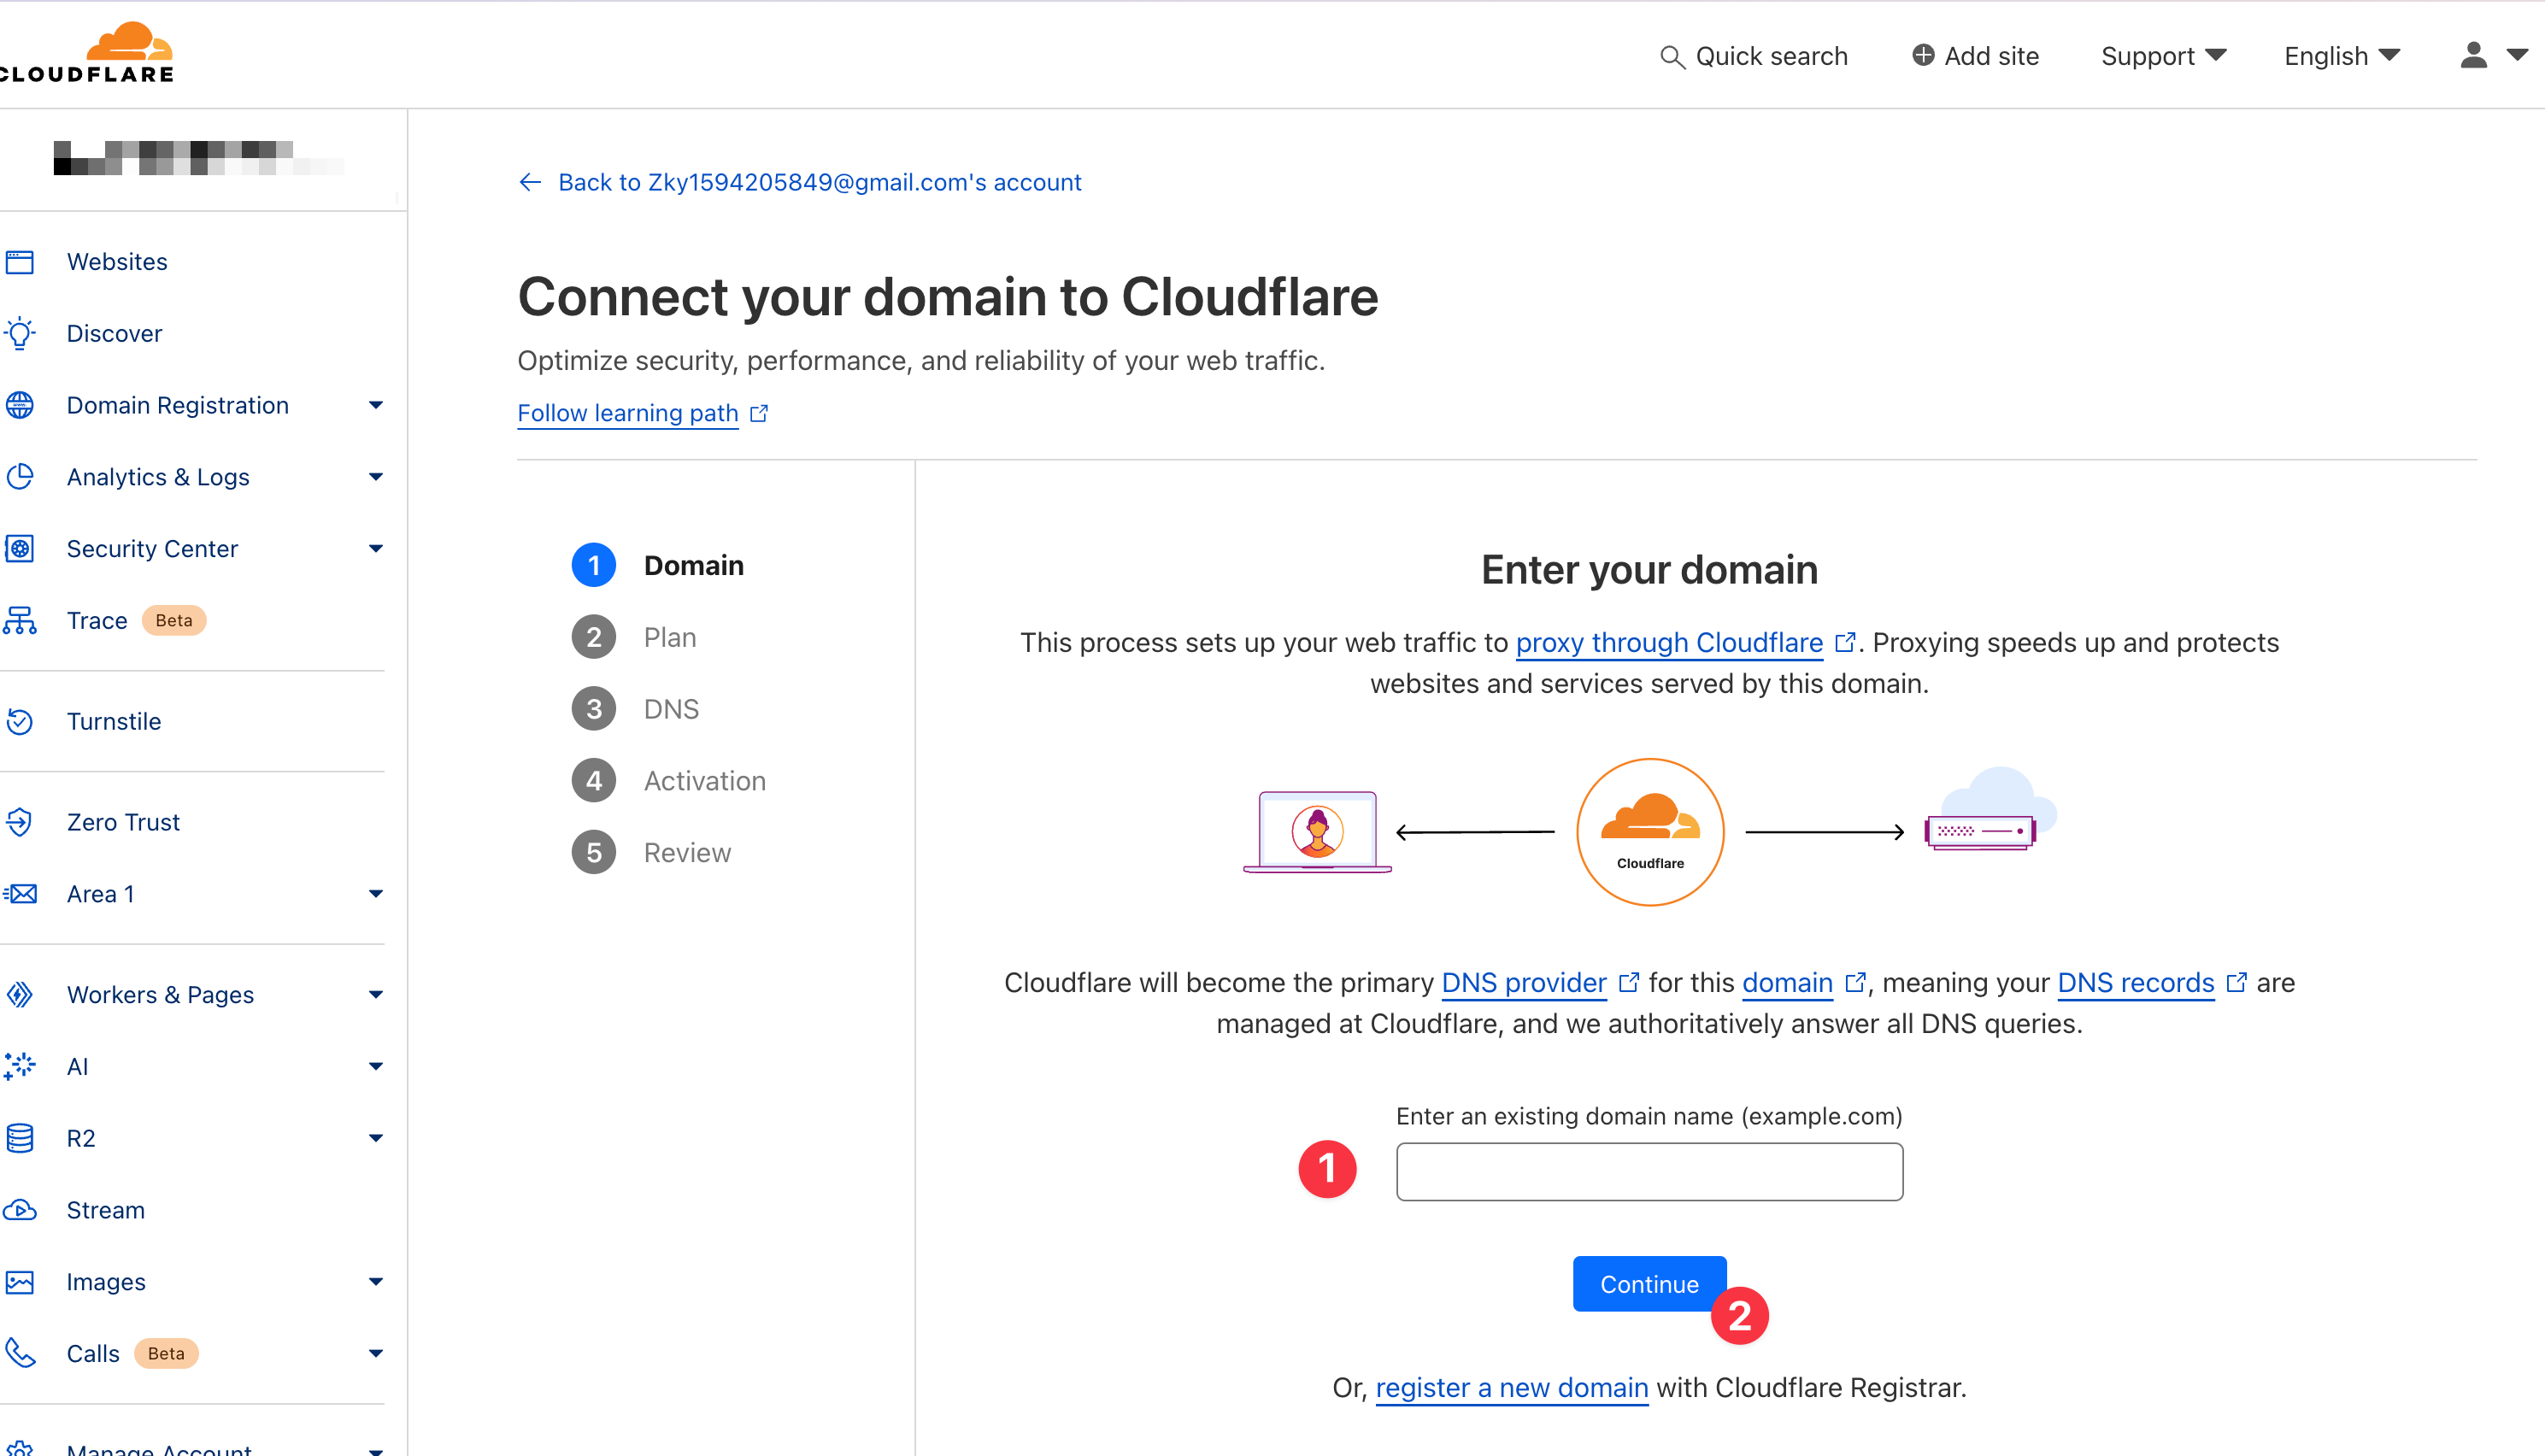 CLOUDFLARE
Quick search
Add site
Support
English
Back to Zky1594205849@gmail.com's account
Websites
Discover
Domain Registration
Analytics & Logs
Security Center
Trace Beta
Turnstile
Zero Trust
Area 1
Workers & Pages
AI
R2
Stream
Images
Calls Beta
Manage Account
Connect your domain to Cloudflare
Optimize security, performance, and reliability of your web traffic.
Follow learning path
1 Domain
2 Plan
3 DNS
4 Activation
5 Review
Enter your domain
This process sets up your web traffic to proxy through Cloudflare. Proxying speeds up and protects
websites and services served by this domain.
Cloudflare
Cloudflare will become the primary DNS provider for this domain, meaning your DNS records are
managed at Cloudflare, and we authoritatively answer all DNS queries.
Enter an existing domain name (example.com)
1
Continue
2
Or, register a new domain with Cloudflare Registrar.